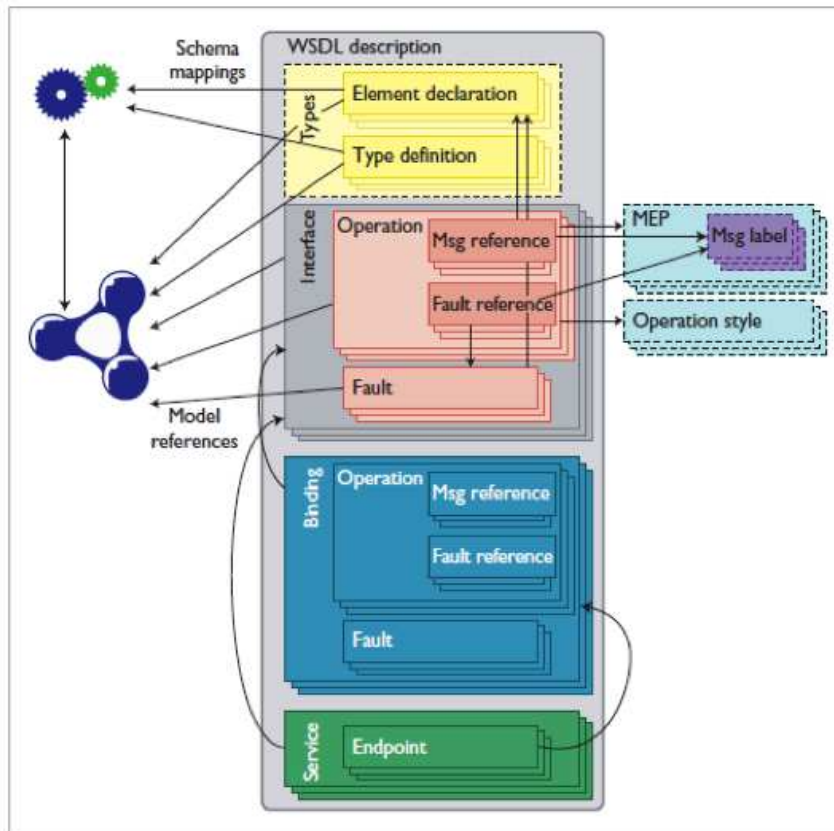 Schema
mappings
WSDL description
Types
Element declaration
Type definition
Interface
Operation
Msg reference
Fault reference
Fault
MEP
Msg label
Operation style
Model
references
Binding
Operation
Msg reference
Fault reference
Fault
Service
Endpoint